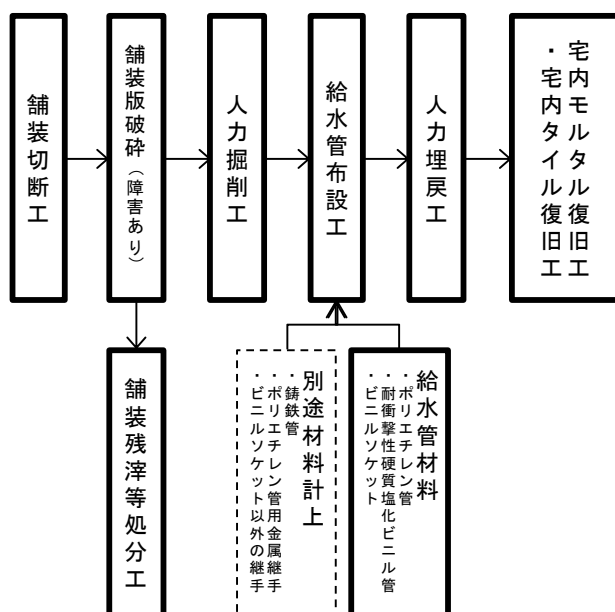 舗装切断工
舗装版破砕（障害あり）
人力掘削工
給水管布設工
人力埋戻工
宅内モルタル復旧工
・宅内タイル復旧工
舗装残滓等処分工
別途材料計上
・鋳鉄管
・ポリエチレン管用金属継手
・ビニルソケット以外の継手
給水管材料
・ポリエチレン管
・耐衝撃性硬質塩化ビニル管
・ビニルソケット